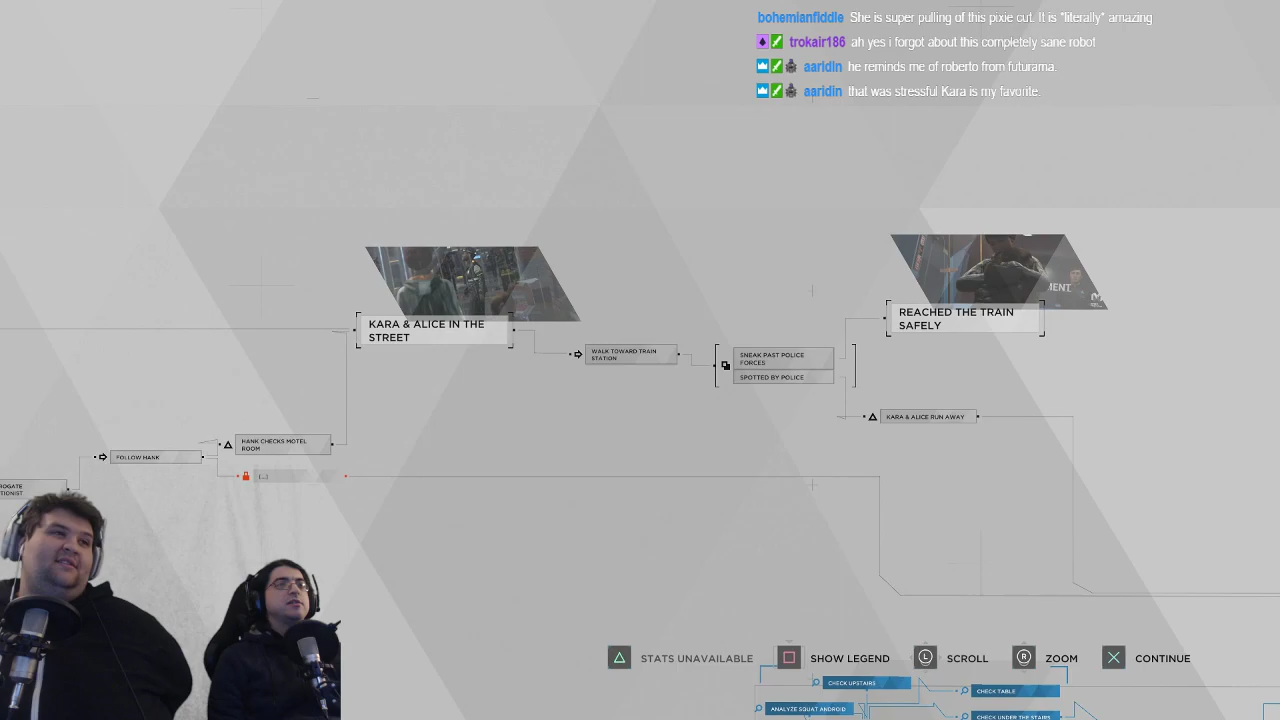 bohemianfiddle She is super pulling of this pixie cut. It is *literally* amazing
trokair186 ah yes i forgot about this completely sane robot
aaridin he reminds me of roberto from futurama.
aaridin that was stressful Kara is my favorite.
KARA & ALICE IN THE
STREET
REACHED THE TRAIN
SAFELY
MENT
WALK TOWARD TRAIN
STATION
SNEAK PAST POLICE
FORCES
SPOTTED BY POLICE
KARA & ALICE RUN AWAY
HANK CHECKS MOTEL
ROOM
FOLLOW HANK
(...)
ROGATE
TIONIST
STATS UNAVAILABLE
SHOW LEGEND
L
SCROLL
R
ZOOM
CONTINUE
CHECK UPSTAIRS
CHECK TABLE
ANALYZE SQUAT ANDROID
CHECK UNDER THE STAIRS